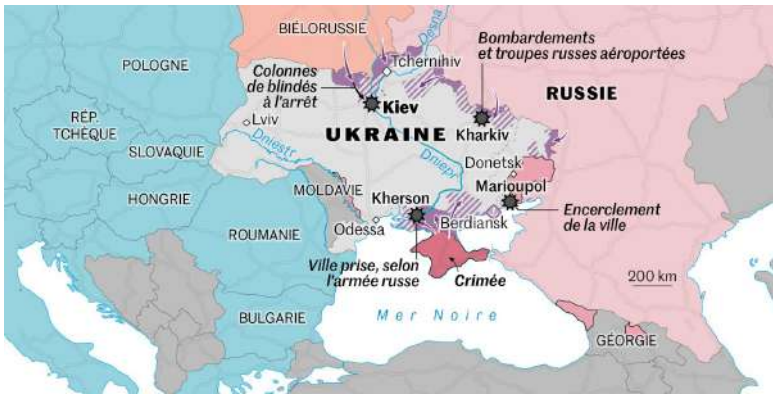 BIÉLORUSSIE
Desna
Bombardements
et troupes russes aéroportées
POLOGNE
Colonnes
de blindés
à l'arrêt
Tchernihiv
RUSSIE
Kiev
Lviv
RÉP.
TCHÈQUE
UKRAINE
Kharkiv
SLOVAQUIE
Dniestr
Dniepr
Donetsk
MOLDAVIE
Marioupol
HONGRIE
Kherson
Encerclement
de la ville
ROUMANIE
Odessa
Berdiansk
Ville prise, selon
l'armée russe
Crimée
200 km
BULGARIE
Mer Noire
GÉORGIE